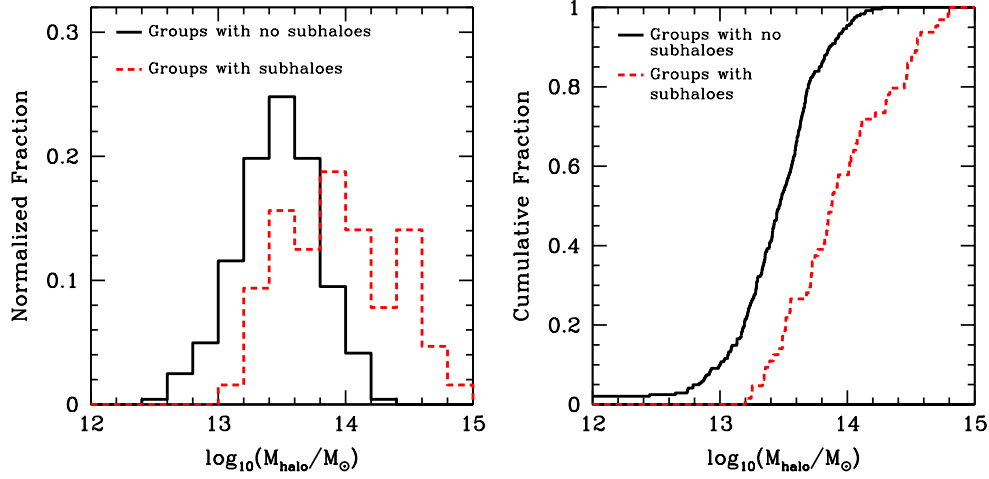 0.3
0.2
0.1
0
Normalized Fraction
Groups with no subhaloes
Groups with subhaloes
12
13
14
15
log10(Mhalo/M⊙)
1
0.8
0.6
0.4
0.2
0
Cumulative Fraction
Groups with no
subhaloes
Groups with
subhaloes
12
13
14
15
log10(Mhalo/M⊙)